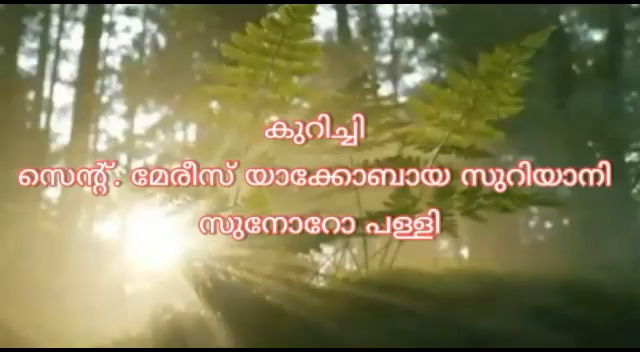 കുറിച്ചി
സെന്റ്. മേരീസ് യാക്കോബായ സുറിയാനി
സുനോറോ പള്ളി